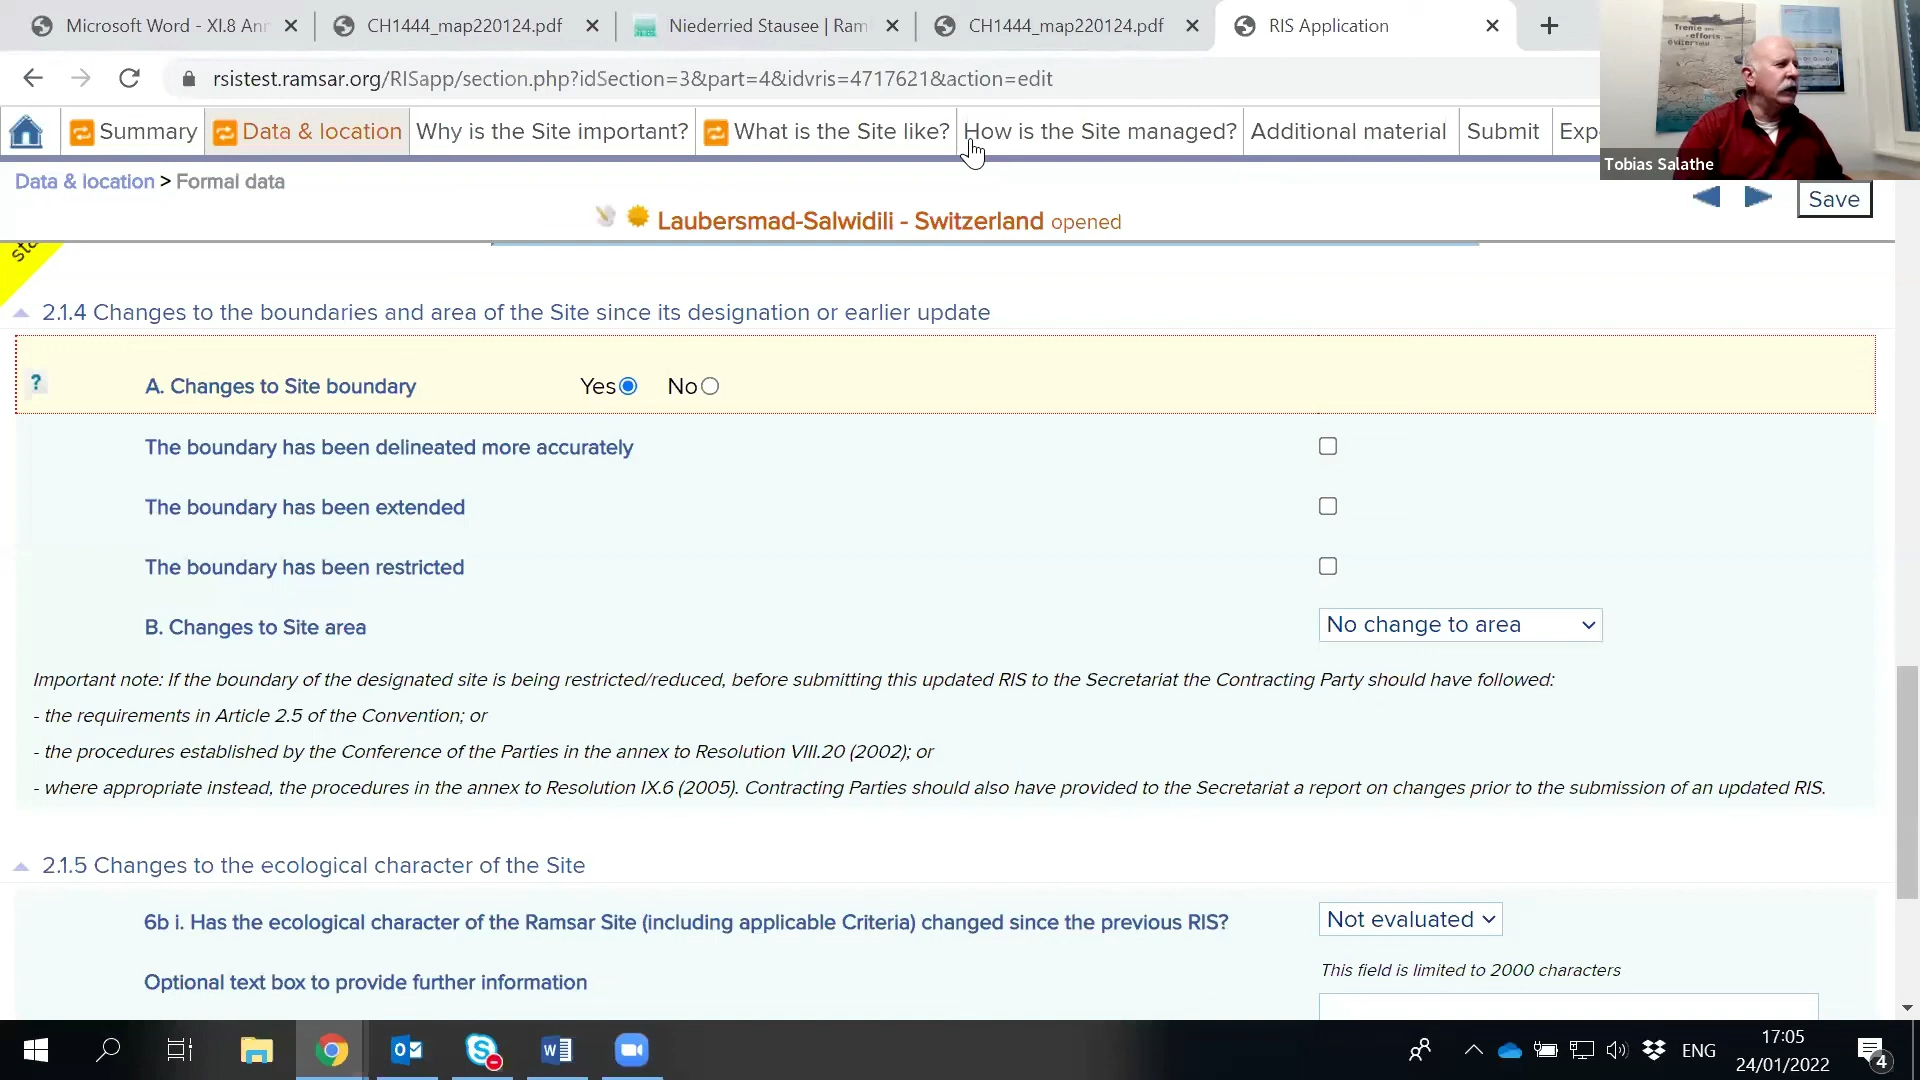 Microsoft Word - XI.8 Ann
CH1444_map220124.pdf
Niederried Stausee | Ram
CH1444_map220124.pdf
RIS Application
rsistest.ramsar.org/RISapp/section.php?idSection=3&part=4&idvris=4717621&action=edit
Summary
Data & location
Why is the Site important?
What is the Site like?
How is the Site managed?
Additional material
Submit
Exp
Trente ans
efforts
Tobias Salathe
Data & location > Formal data
Save
Laubersmad-Salwidili - Switzerland opened
2.1.4 Changes to the boundaries and area of the Site since its designation or earlier update
? A. Changes to Site boundary Yes No
The boundary has been delineated more accurately
The boundary has been extended
The boundary has been restricted
B. Changes to Site area No change to area
Important note: If the boundary of the designated site is being restricted/reduced, before submitting this updated RIS to the Secretariat the Contracting Party should have followed:
- the requirements in Article 2.5 of the Convention; or
- the procedures established by the Conference of the Parties in the annex to Resolution VIII.20 (2002); or
- where appropriate instead, the procedures in the annex to Resolution IX.6 (2005). Contracting Parties should also have provided to the Secretariat a report on changes prior to the submission of an updated RIS.
2.1.5 Changes to the ecological character of the Site
6b i. Has the ecological character of the Ramsar Site (including applicable Criteria) changed since the previous RIS? Not evaluated
This field is limited to 2000 characters
Optional text box to provide further information
ENG
17:05
24/01/2022
4